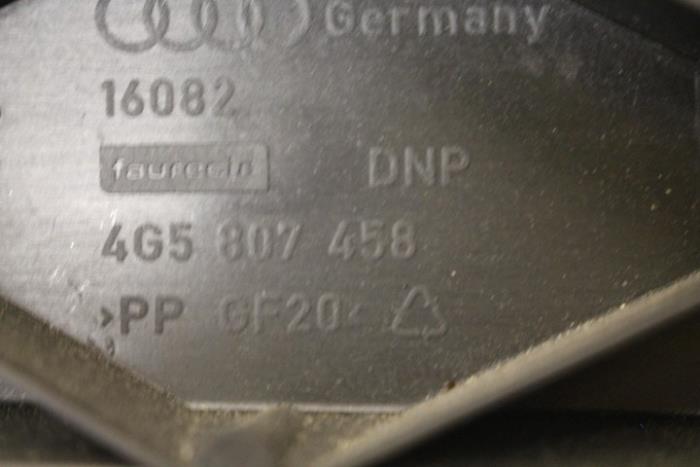 Germany
16082
faurecia DNP
4G5 807 458
>PP GF20<